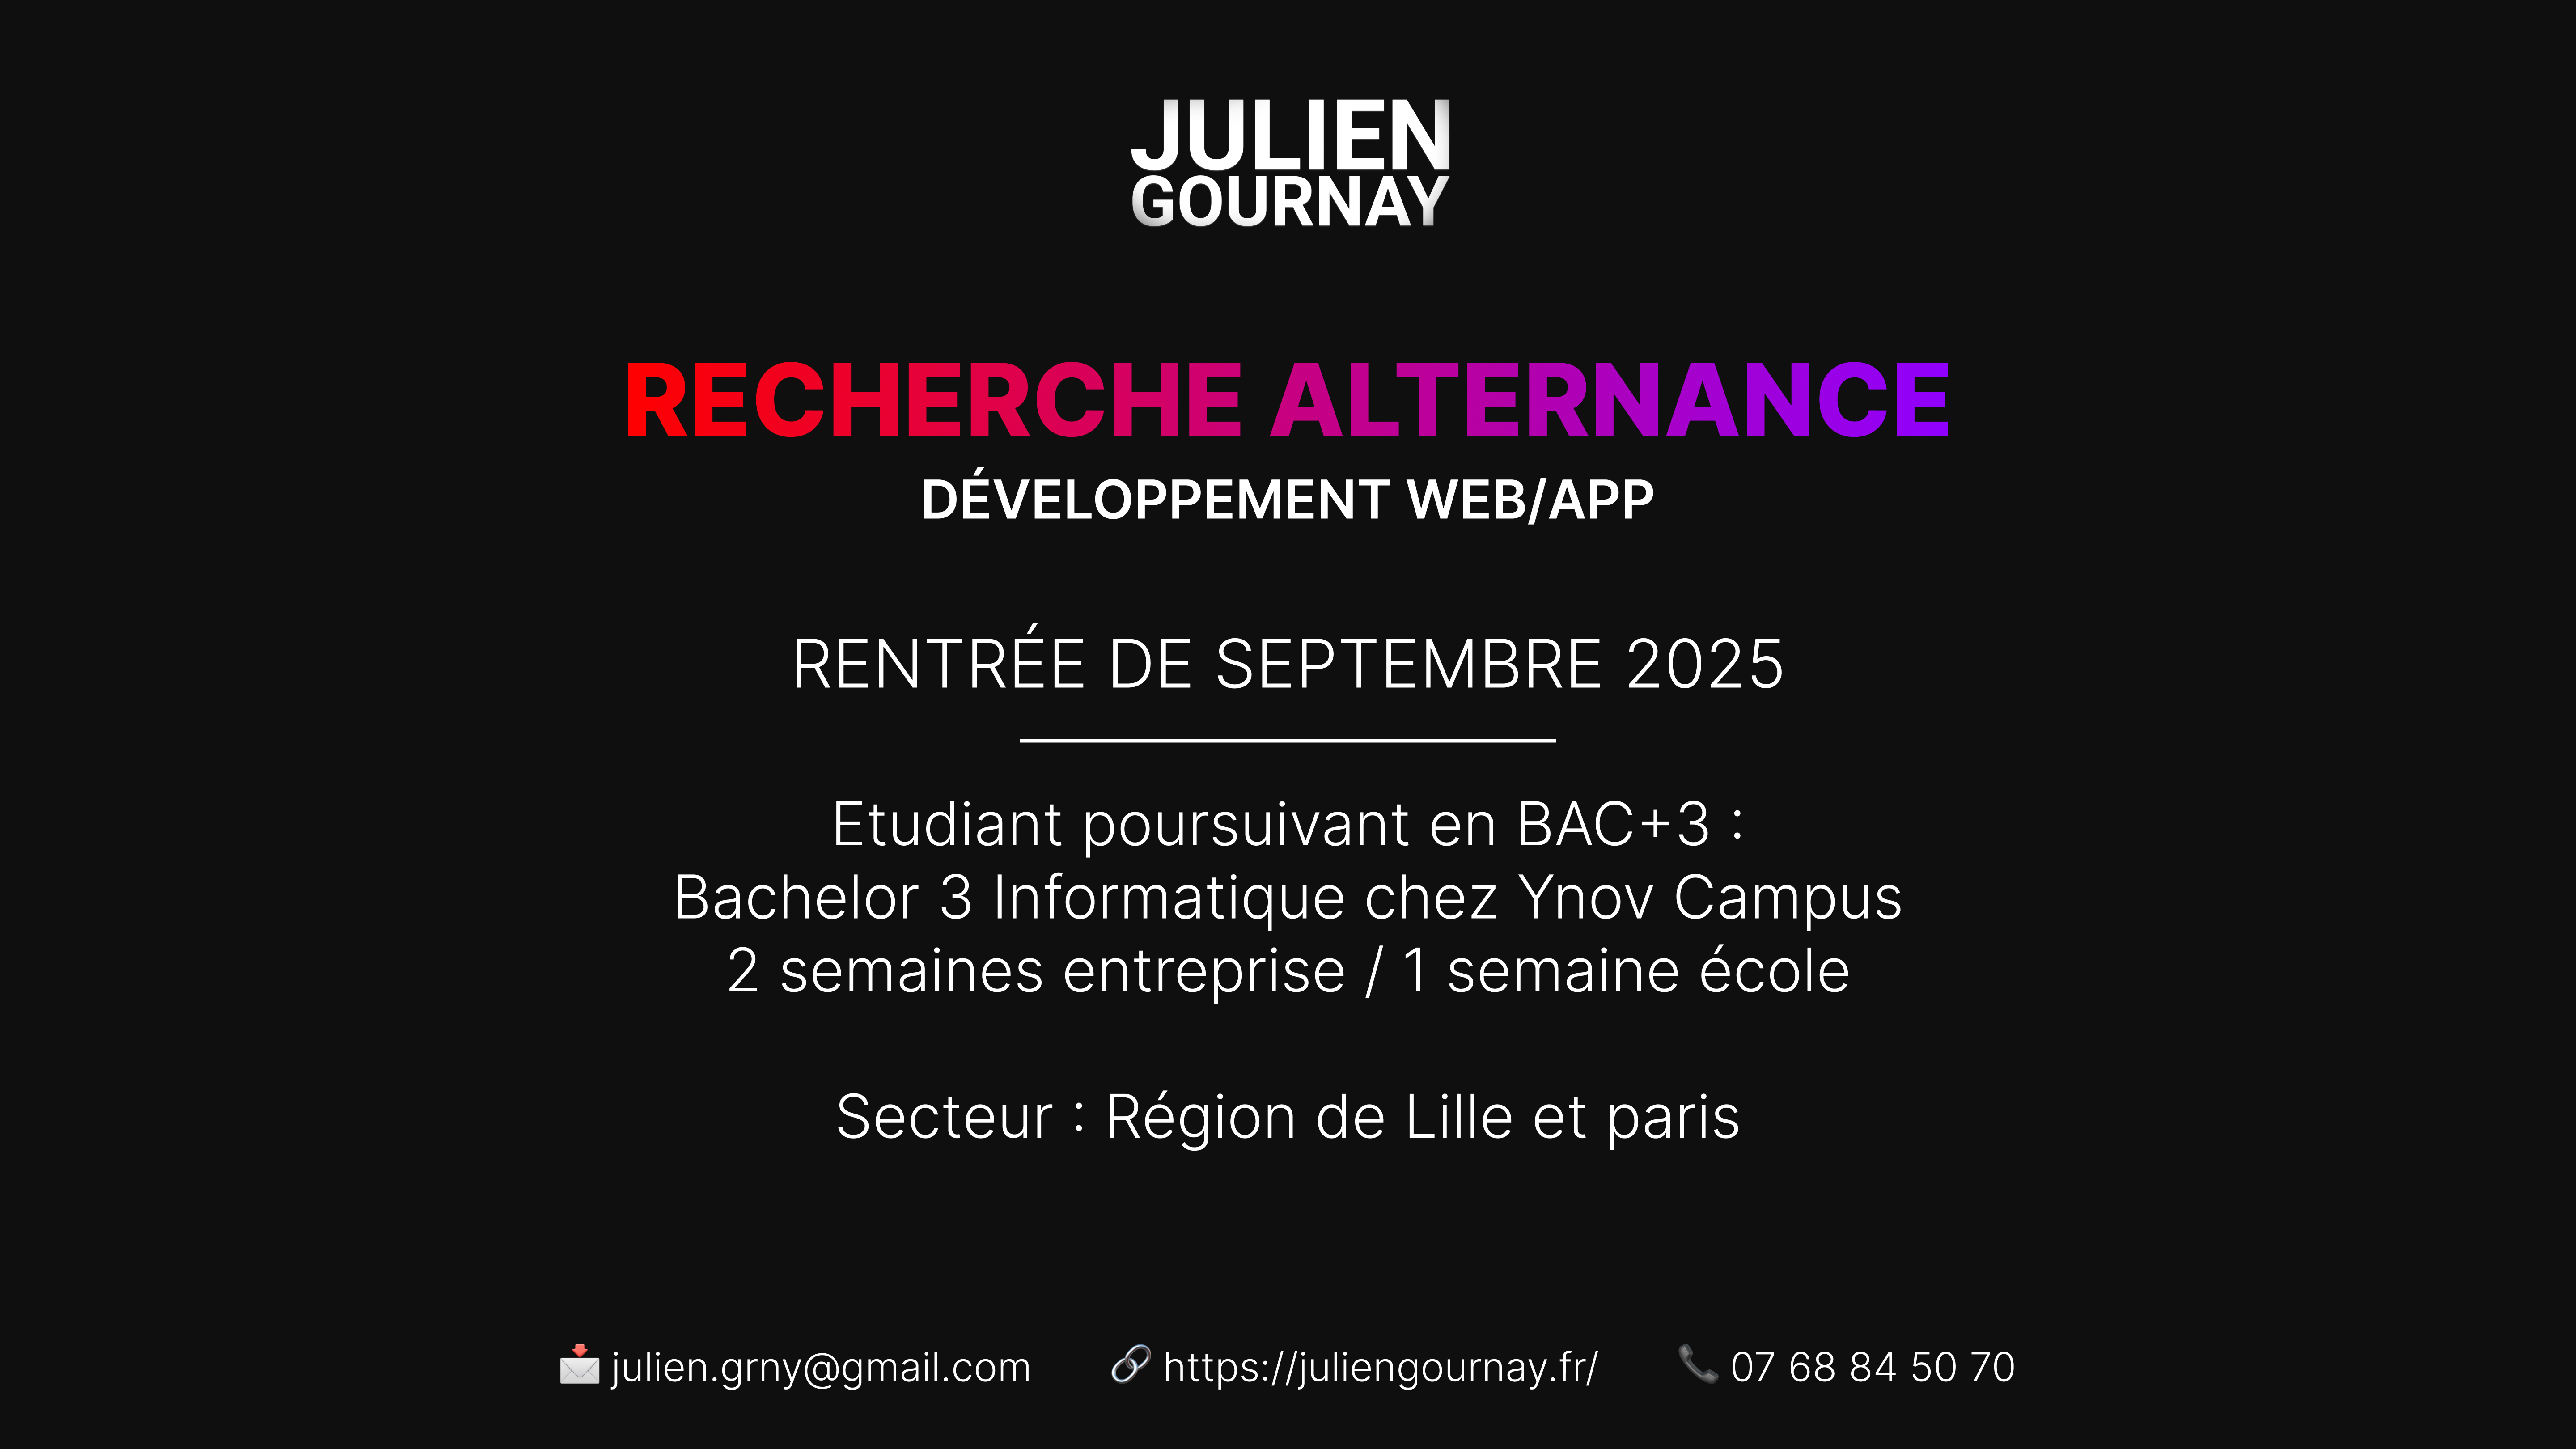 JULIEN
GOURNAY
RECHERCHE ALTERNANCE
DÉVELOPPEMENT WEB/APP
RENTRÉE DE SEPTEMBRE 2025
Etudiant poursuivant en BAC+3 :
Bachelor 3 Informatique chez Ynov Campus
2 semaines entreprise / 1 semaine école
Secteur : Région de Lille et paris
📩 julien.grny@gmail.com 🔗 https://juliengournay.fr/ 📞 07 68 84 50 70